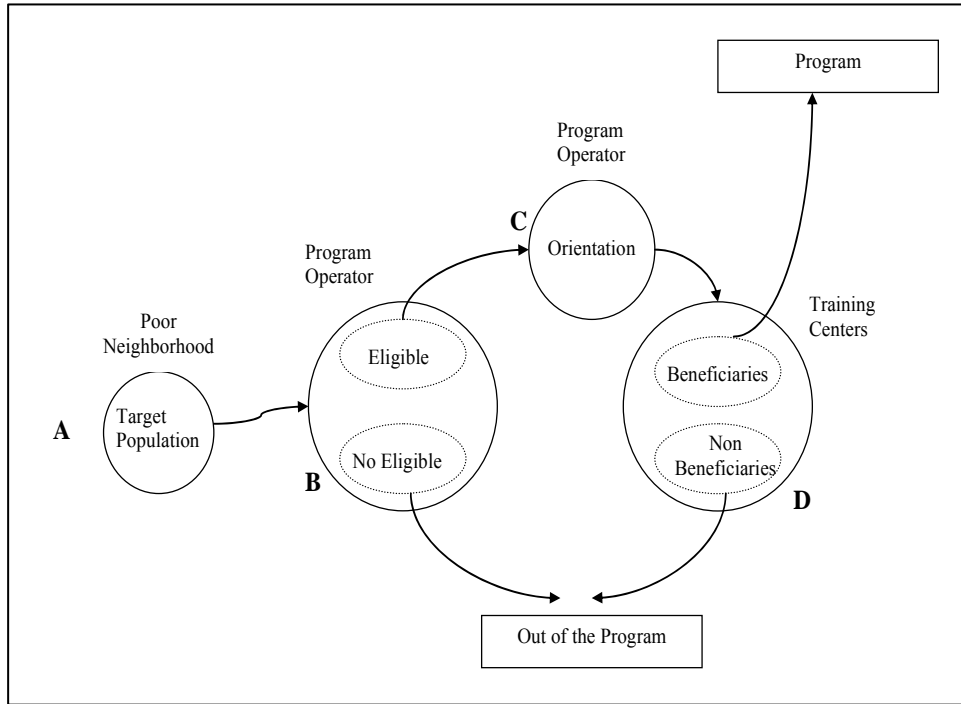 Program
Program
Operator
C
Orientation
Program
Operator
Training
Centers
Poor
Neighborhood
Eligible
Beneficiaries
A
Target
Population
No Eligible
B
Non
Beneficiaries
D
Out of the Program